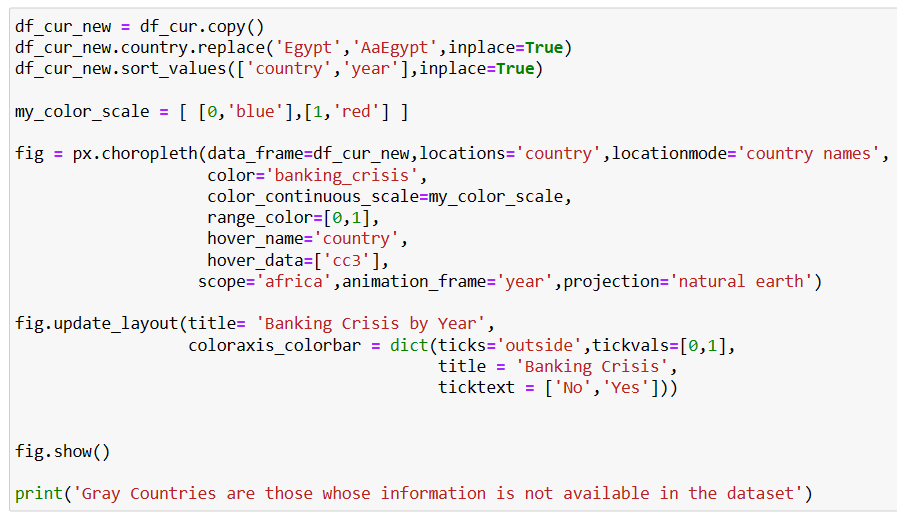 df_cur_new = df_cur.copy()
df_cur_new.country.replace('Egypt','AaEgypt',inplace=True)
df_cur_new.sort_values(['country','year'],inplace=True)
my_color_scale = [ [0,'blue'],[1,'red'] ]
fig = px.choropleth(data_frame=df_cur_new,locations='country',locationmode='country names',
color='banking_crisis',
color_continuous_scale=my_color_scale,
range_color=[0,1],
hover_name='country',
hover_data=['cc3'],
scope='africa',animation_frame='year',projection='natural earth')
fig.update_layout(title= 'Banking Crisis by Year',
coloraxis_colorbar = dict(ticks='outside',tickvals=[0,1],
title = 'Banking Crisis',
ticktext = ['No','Yes']))
fig.show()
print('Gray Countries are those whose information is not available in the dataset')